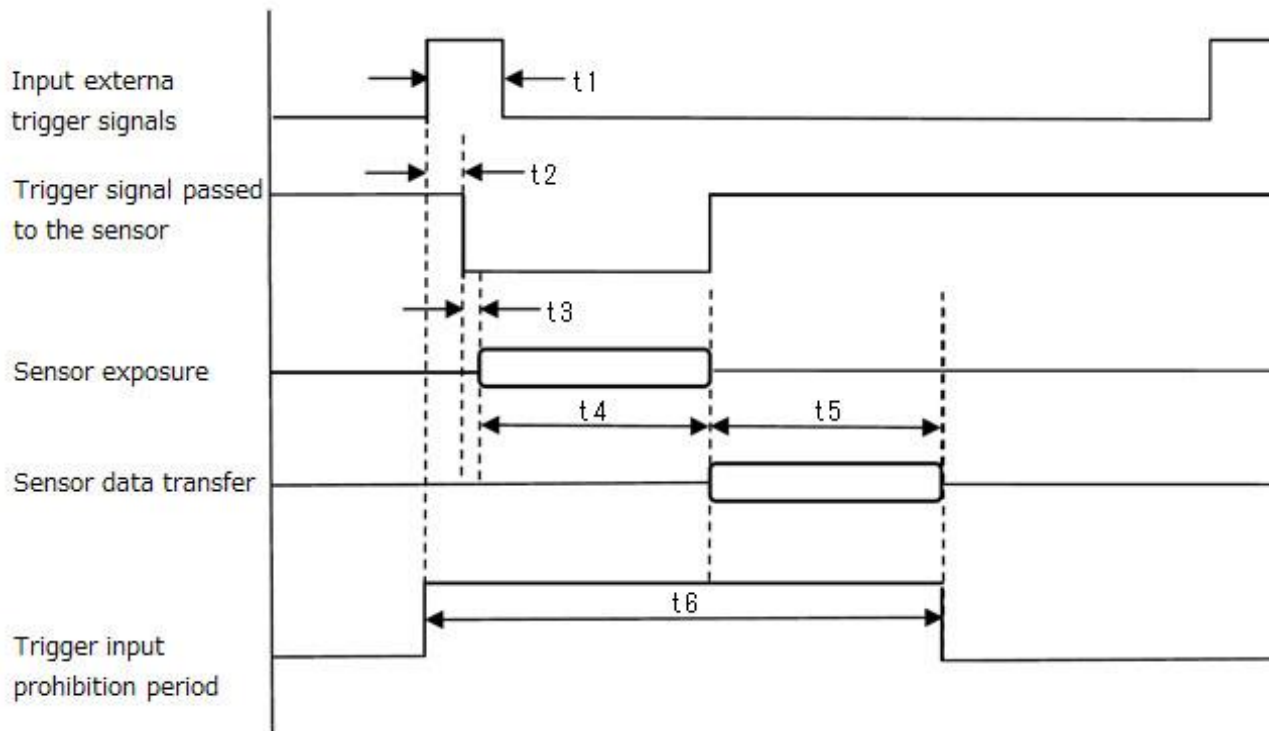 Input externa
trigger signals
t1
t2
Trigger signal passed
to the sensor
t3
Sensor exposure
t4
t5
Sensor data transfer
t6
Trigger input
prohibition period